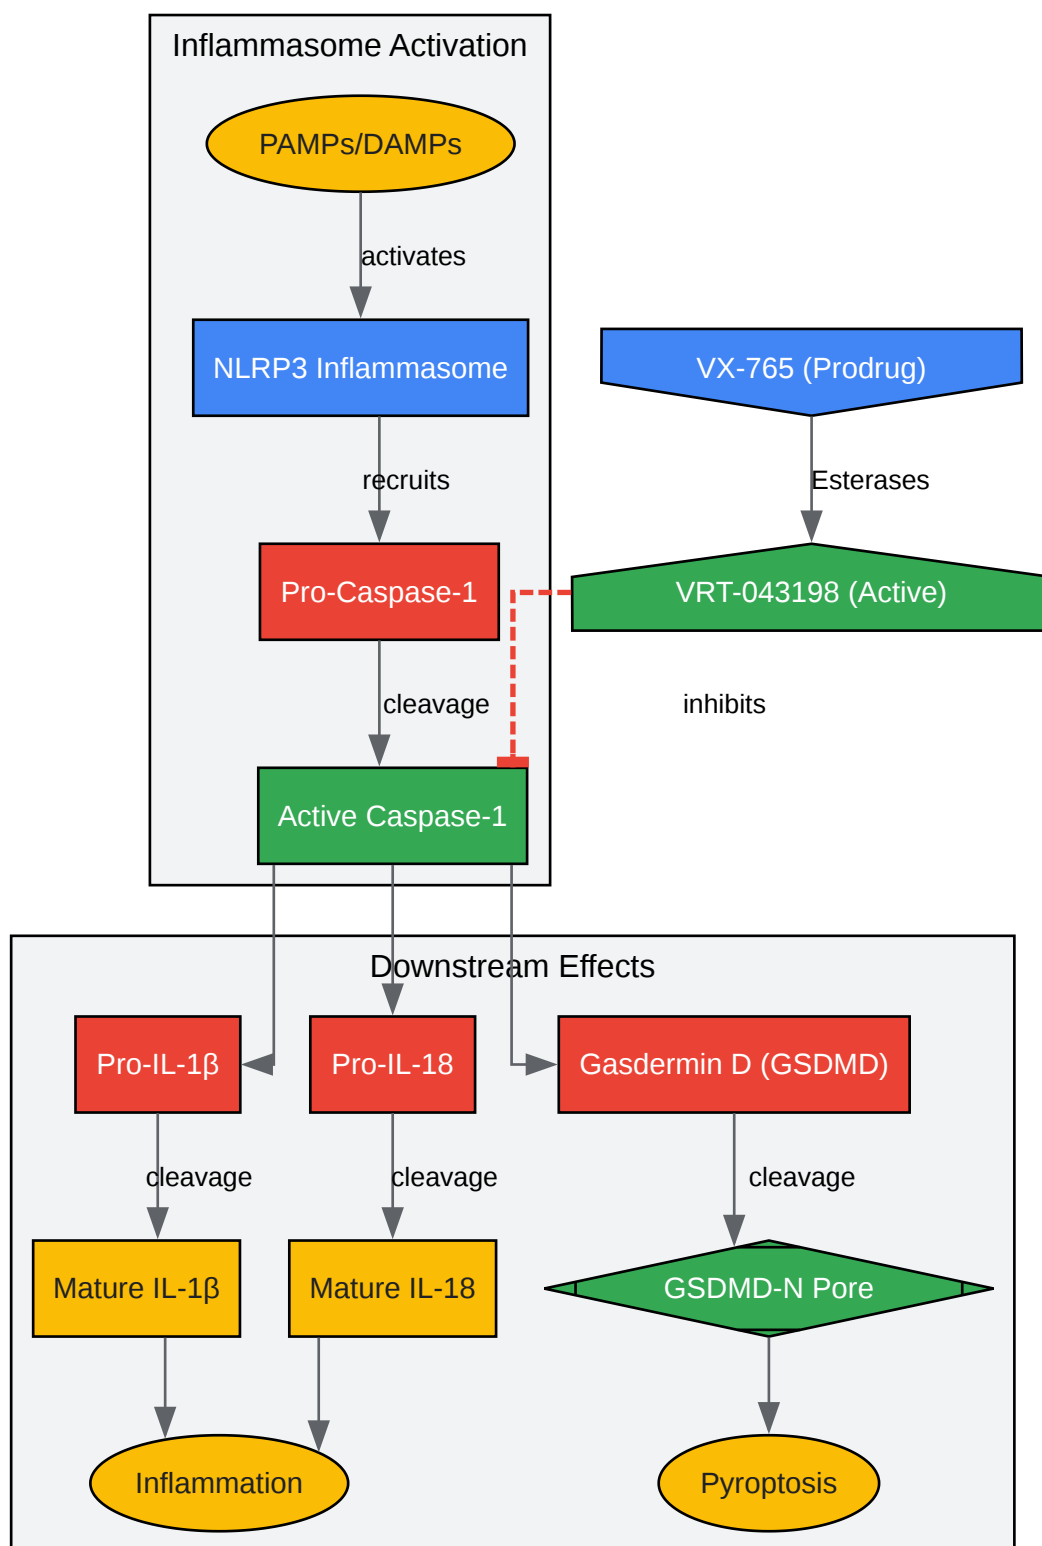 Inflammasome Activation
PAMPs/DAMPs
activates
NLRP3 Inflammasome
VX-765 (Prodrug)
recruits
Esterases
Pro-Caspase-1
VRT-043198 (Active)
cleavage
inhibits
Active Caspase-1
Downstream Effects
Pro-IL-1β
Pro-IL-18
Gasdermin D (GSDMD)
cleavage
cleavage
cleavage
Mature IL-1β
Mature IL-18
GSDMD-N Pore
Inflammation
Pyroptosis